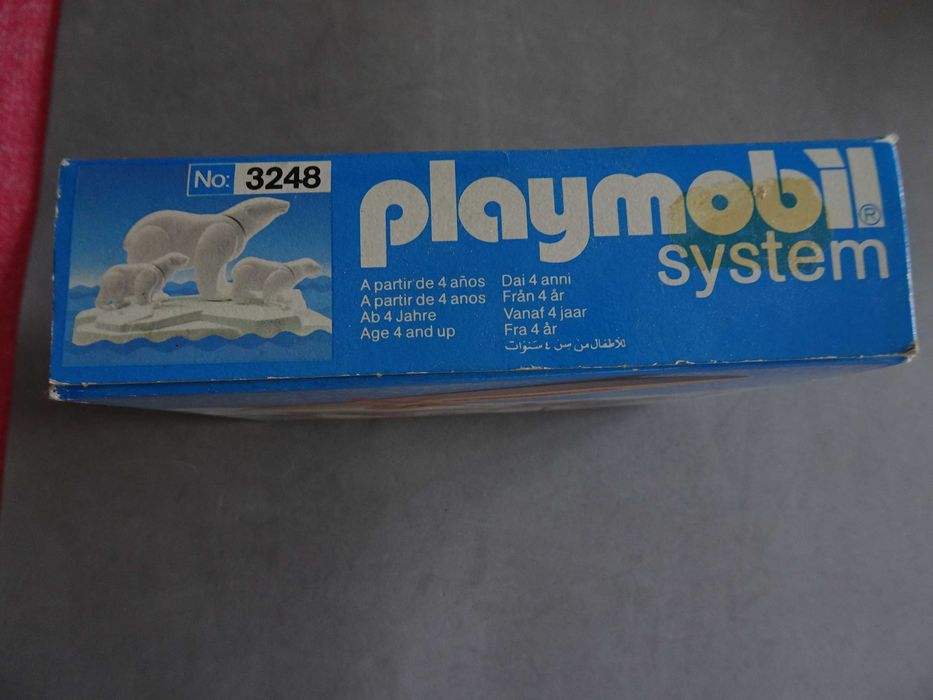 No: 3248
playmobil®
system
A partir de 4 años
A partir de 4 anos
Ab 4 Jahre
Age 4 and up
Dai 4 anni
Från 4 år
Vanaf 4 jaar
Fra 4 år
للأطفال من سن ٤ سنوات